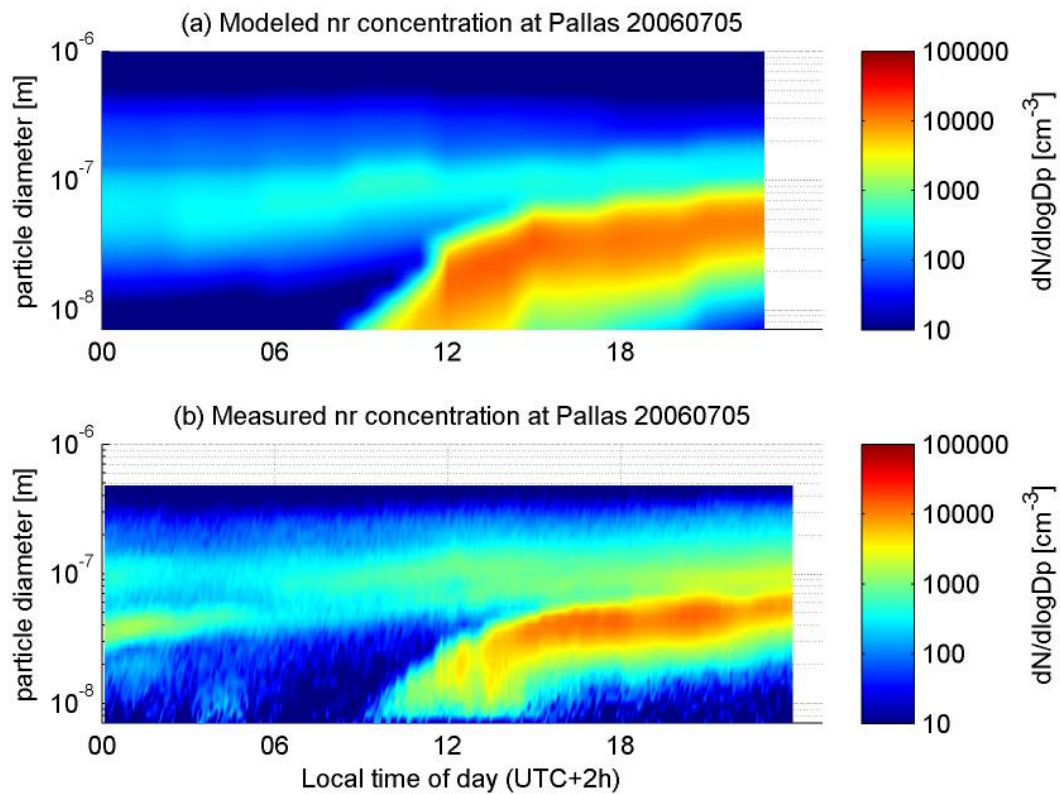 (a) Modeled nr concentration at Pallas 20060705
particle diameter [m]
10^-6
10^-7
10^-8
00 06 12 18
100000
10000
1000
100
10
dN/dlogDp [cm^-3]
(b) Measured nr concentration at Pallas 20060705
particle diameter [m]
10^-6
10^-7
10^-8
00 06 12 18
Local time of day (UTC+2h)
100000
10000
1000
100
10
dN/dlogDp [cm^-3]